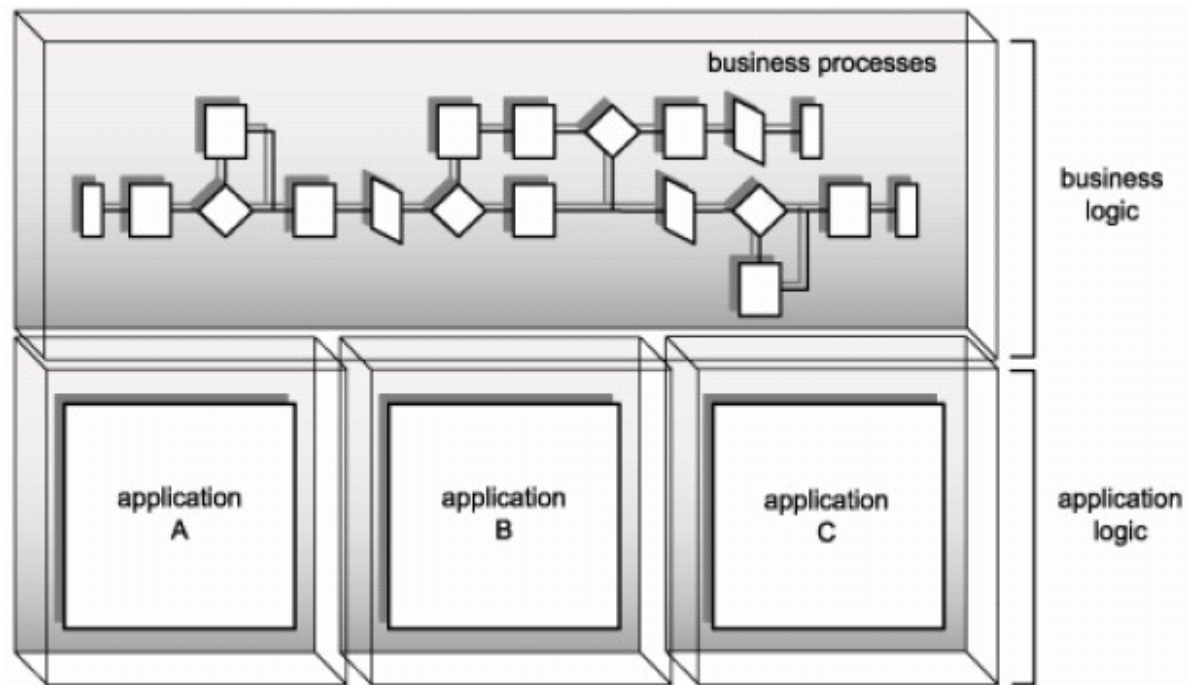 business processes
business
logic
application
A
application
B
application
C
application
logic